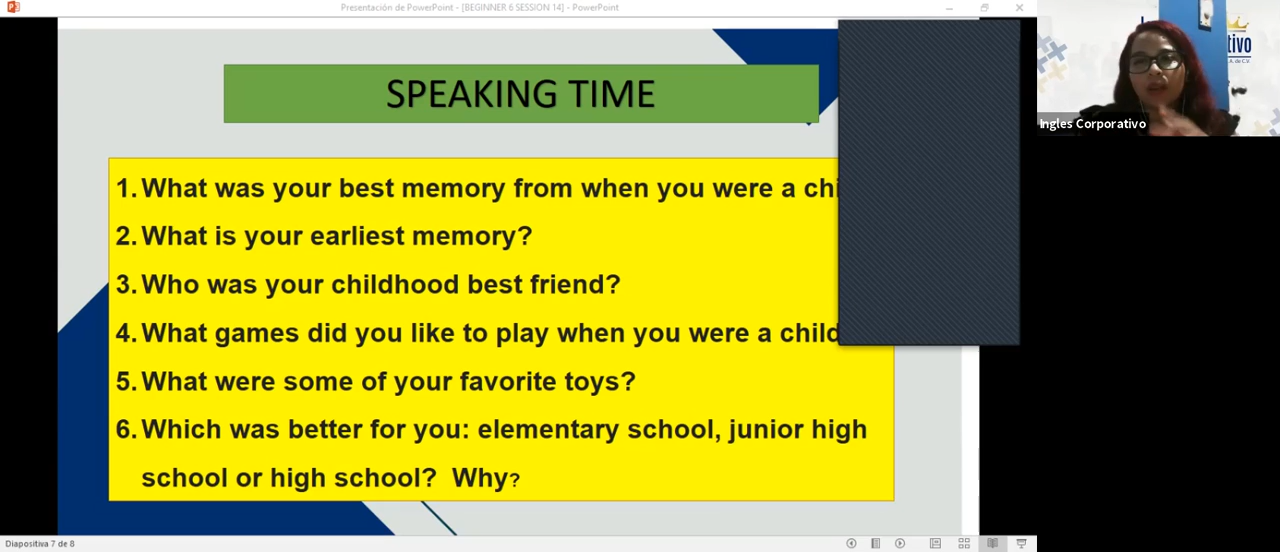 Presentación de PowerPoint - [BEGINNER 6 SESSION 14] - PowerPoint
SPEAKING TIME
1. What was your best memory from when you were a chi
2. What is your earliest memory?
3. Who was your childhood best friend?
4. What games did you like to play when you were a child
5. What were some of your favorite toys?
6. Which was better for you: elementary school, junior high
school or high school? Why?
tivo
. de C.V.
Ingles Corporativo
Diapositiva 7 de 8